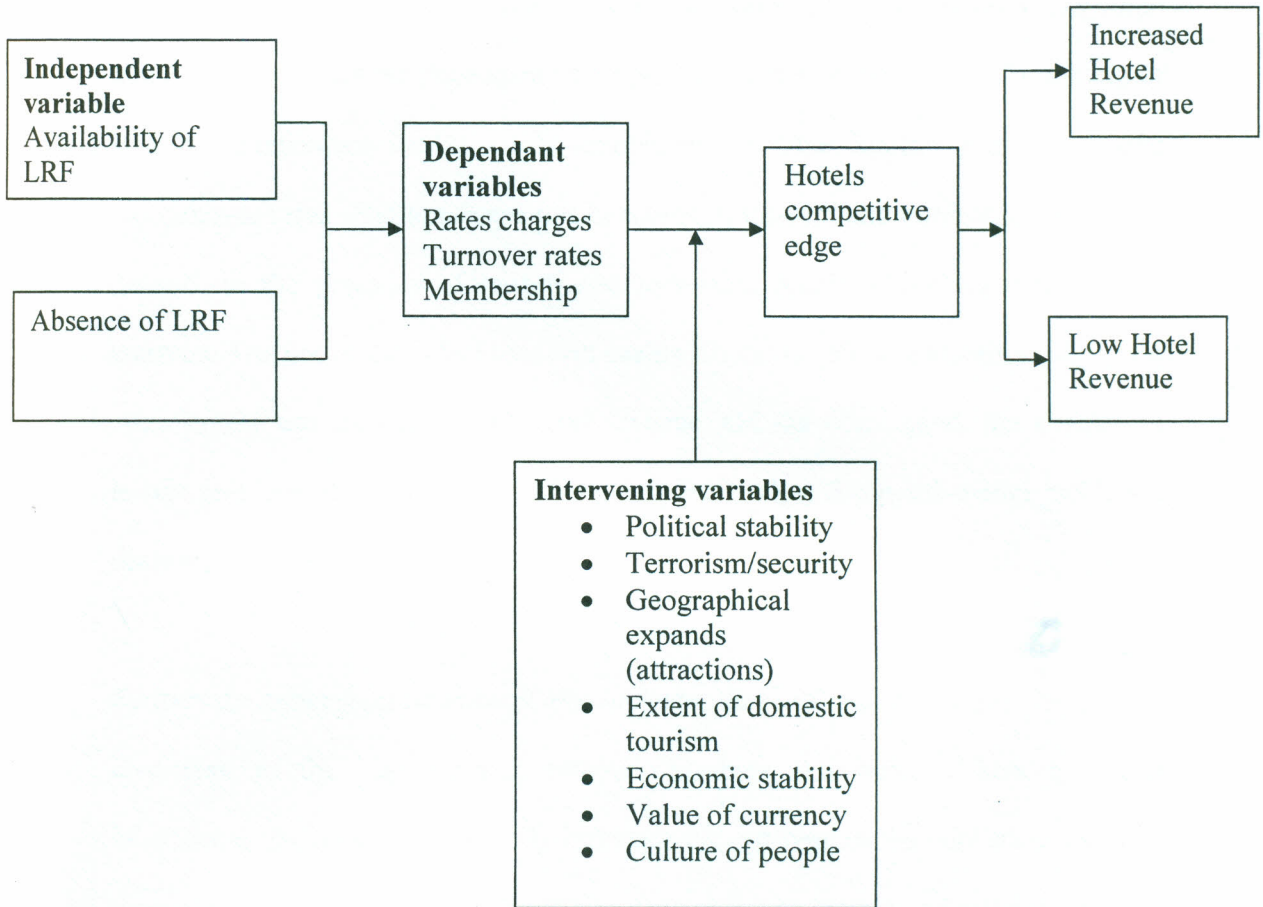 Independent
variable
Availability of
LRF
Absence of LRF
Dependant
variables
Rates charges
Turnover rates
Membership
Hotels
competitive
edge
Increased
Hotel
Revenue
Low Hotel
Revenue
Intervening variables
• Political stability
• Terrorism/security
• Geographical
expands
(attractions)
• Extent of domestic
tourism
• Economic stability
• Value of currency
• Culture of people